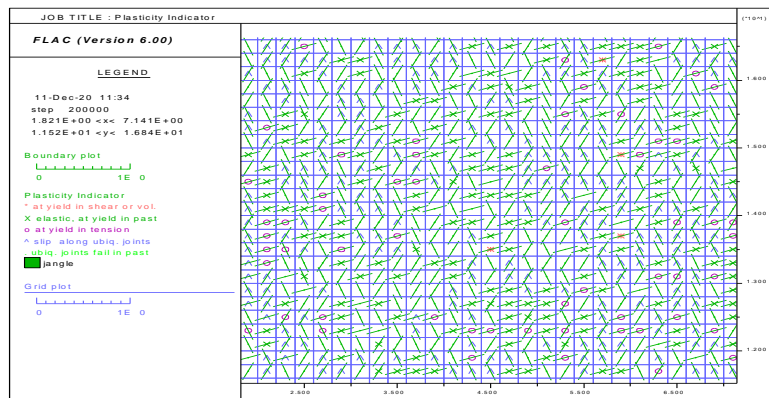 JOB TITLE : Plasticity Indicator
(*10^1)
FLAC (Version 6.00)
LEGEND
11-Dec-20 11:34
step 200000
1.821E+00 <x< 7.141E+00
1.152E+01 <y< 1.684E+01
Boundary plot
0 1E 0
Plasticity Indicator
* at yield in shear or vol.
X elastic, at yield in past
o at yield in tension
^ slip along ubiq. joints
ubiq. joints fail in past
jangle
Grid plot
0 1E 0
1.600
1.500
1.400
1.300
1.200
2.500 3.500 4.500 5.500 6.500